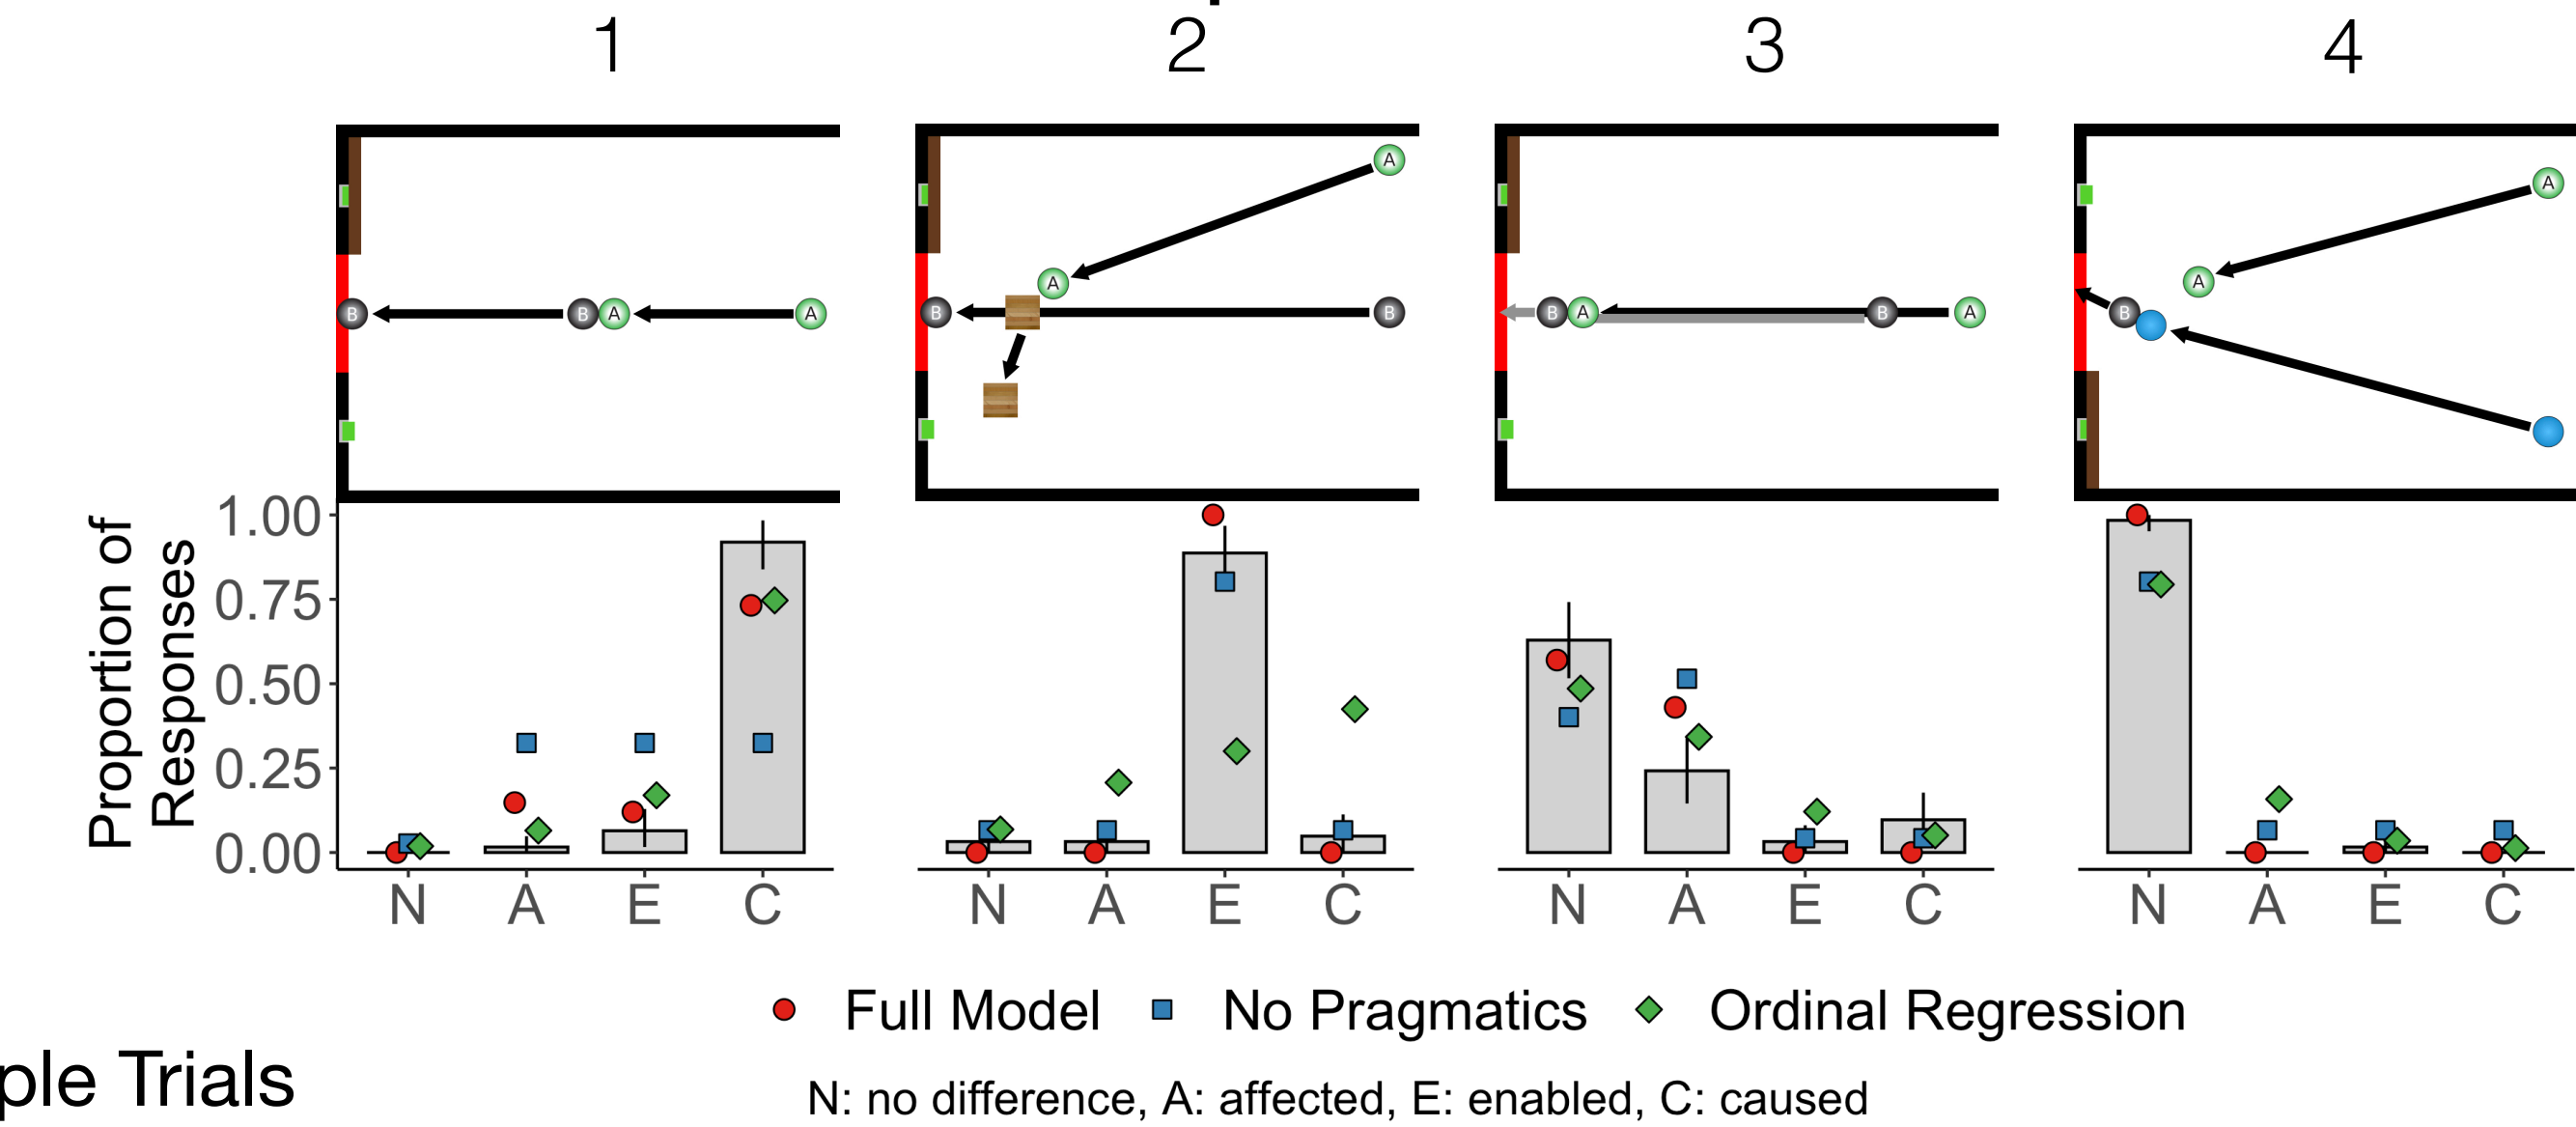 1 2 3 4
A A
A
A
B B A A B B B A B A B
1.00
0.75
0.50
0.25
0.00
Proportion of
Responses
N A E C N A E C N A E C N A E C
Full Model No Pragmatics Ordinal Regression
ple Trials
N: no difference, A: affected, E: enabled, C: caused